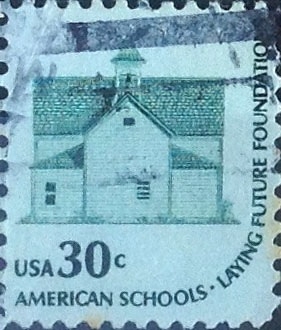 USA 30c
AMERICAN SCHOOLS · LAYING FUTURE FOUNDATIO